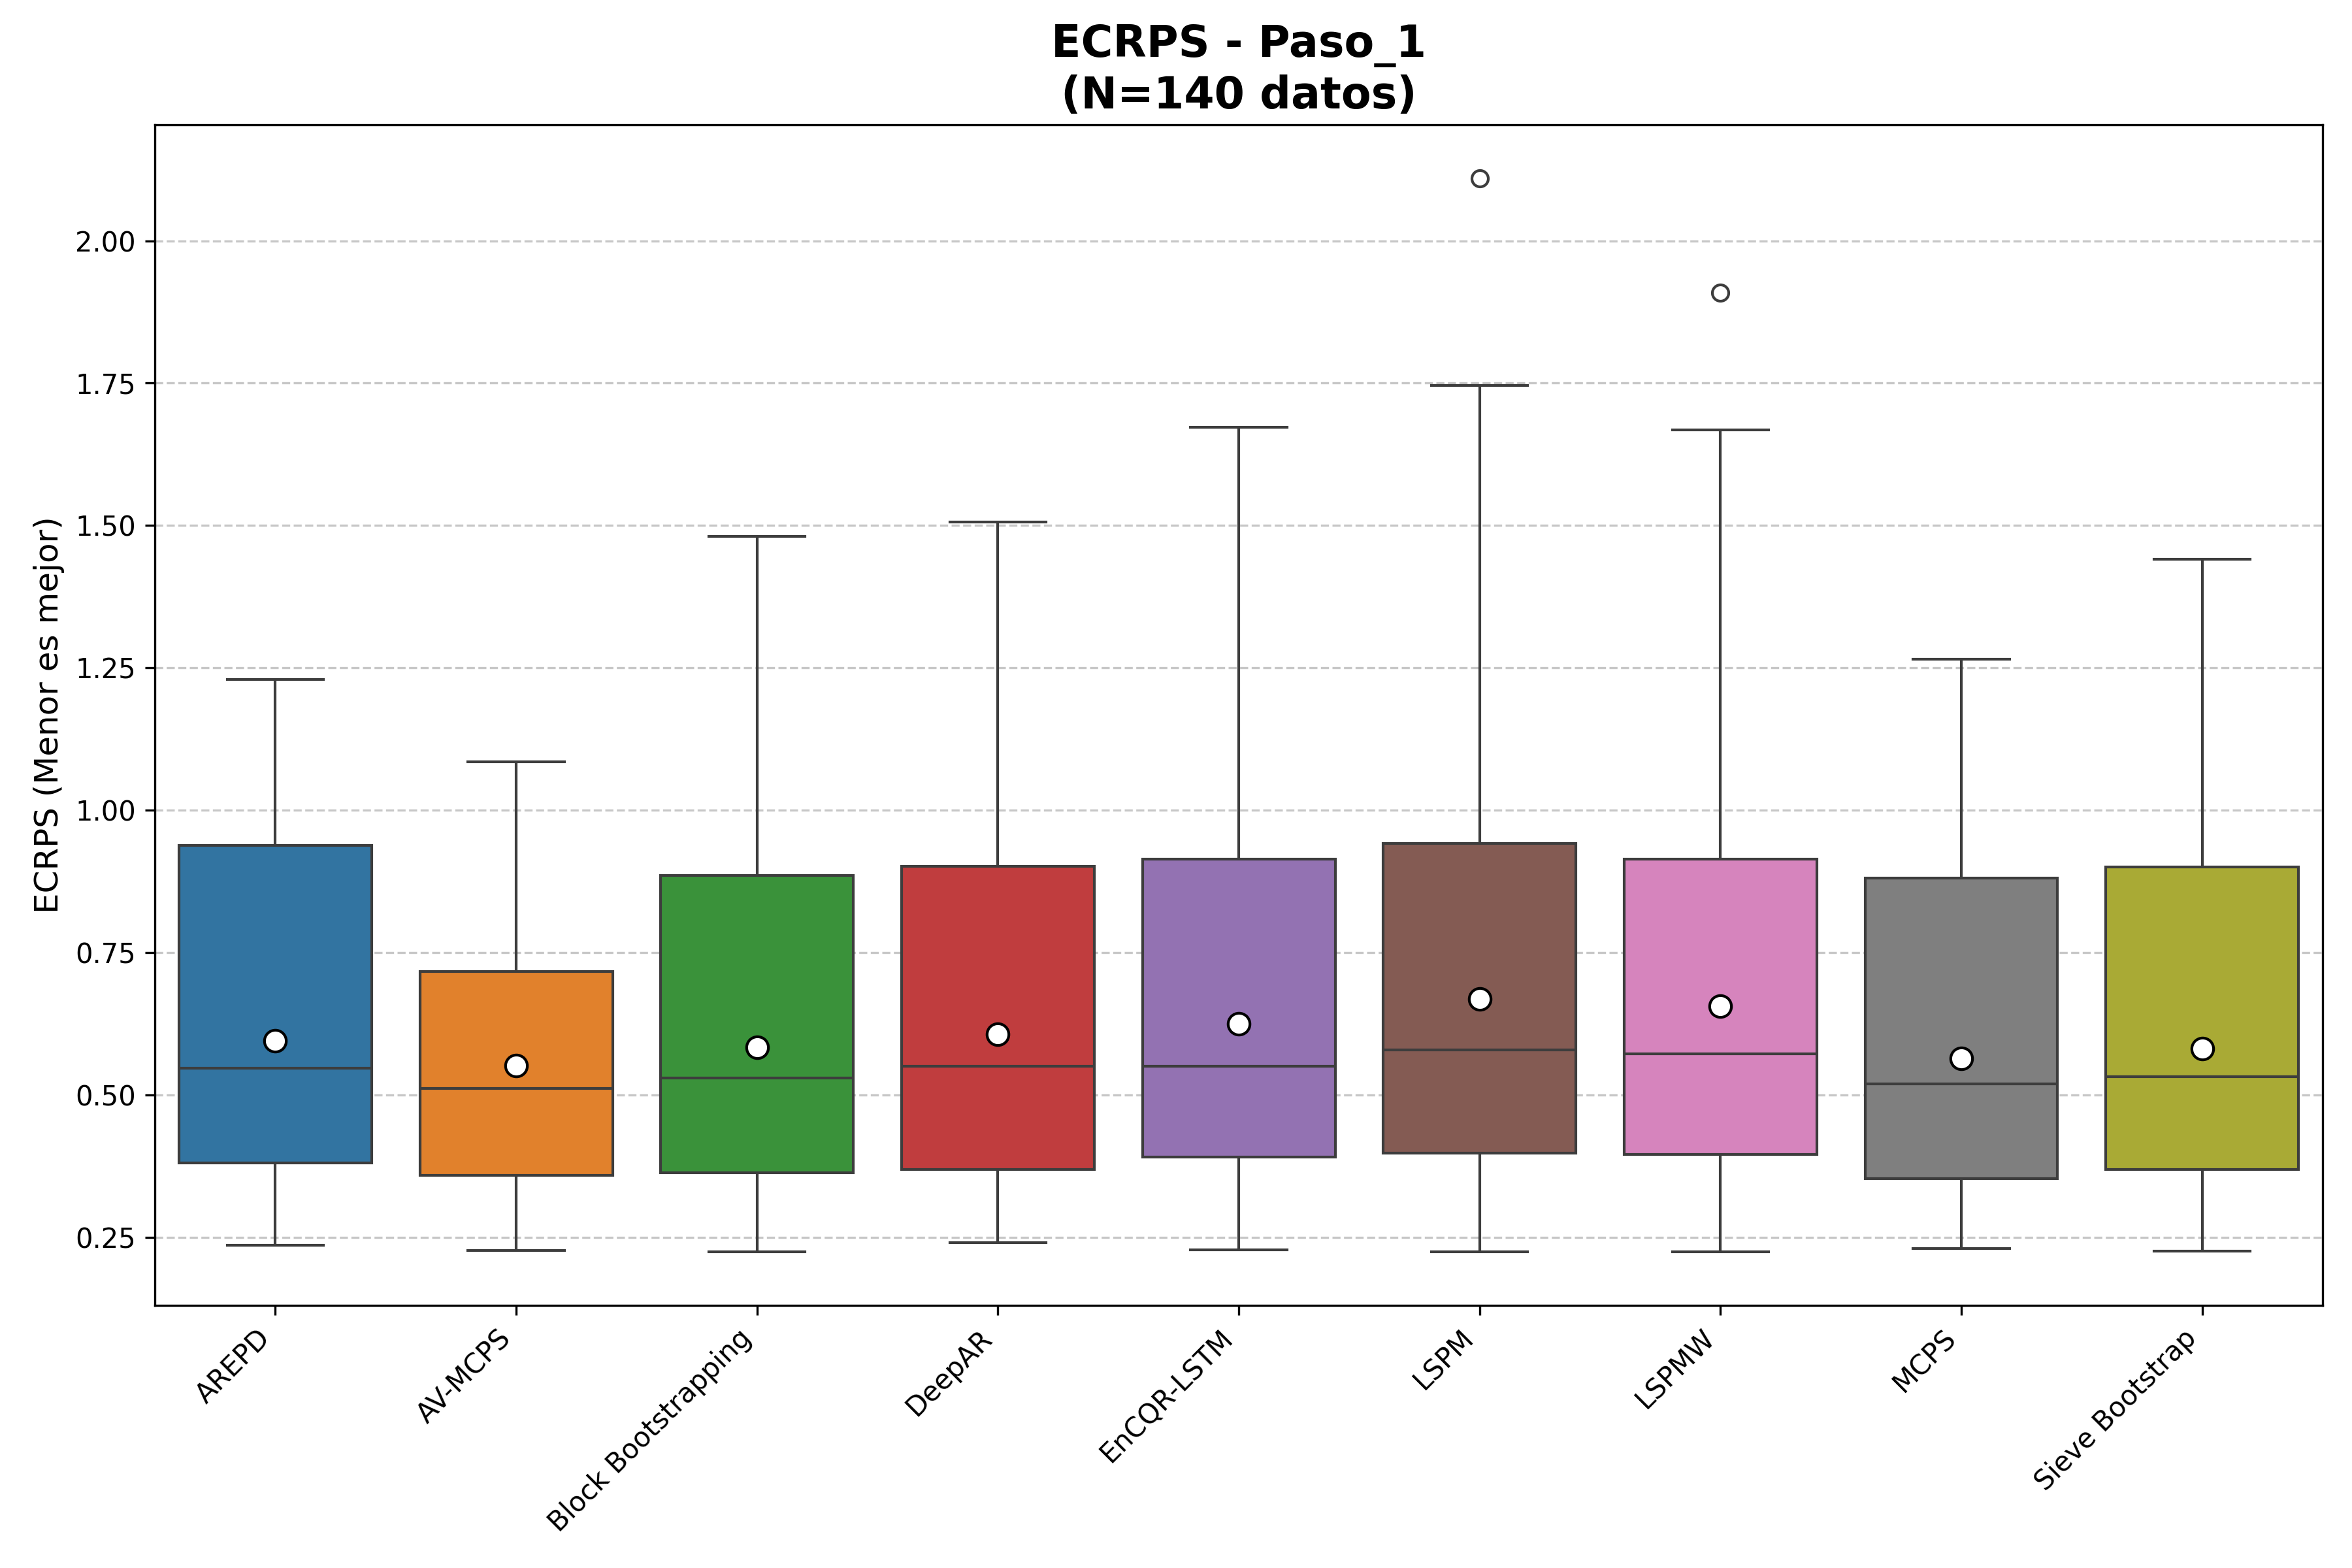 ECRPS - Paso_1
(N=140 datos)
ECRPS (Menor es mejor)
2.00
1.75
1.50
1.25
1.00
0.75
0.50
0.25
AREPD
AV-MCPS
Block Bootstrapping
DeepAR
EnCQR-LSTM
LSPM
LSPMW
MCPS
Sieve Bootstrap